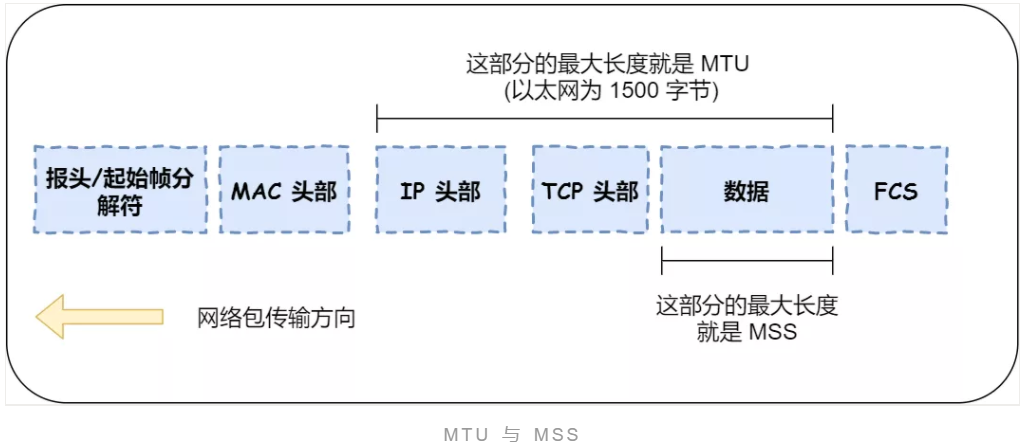 这部分的最大长度就是 MTU
(以太网为 1500 字节)
报头/起始帧分
解符
MAC 头部
IP 头部
TCP 头部
数据
FCS
这部分的最大长度
就是 MSS
网络包传输方向
MTU 与 MSS